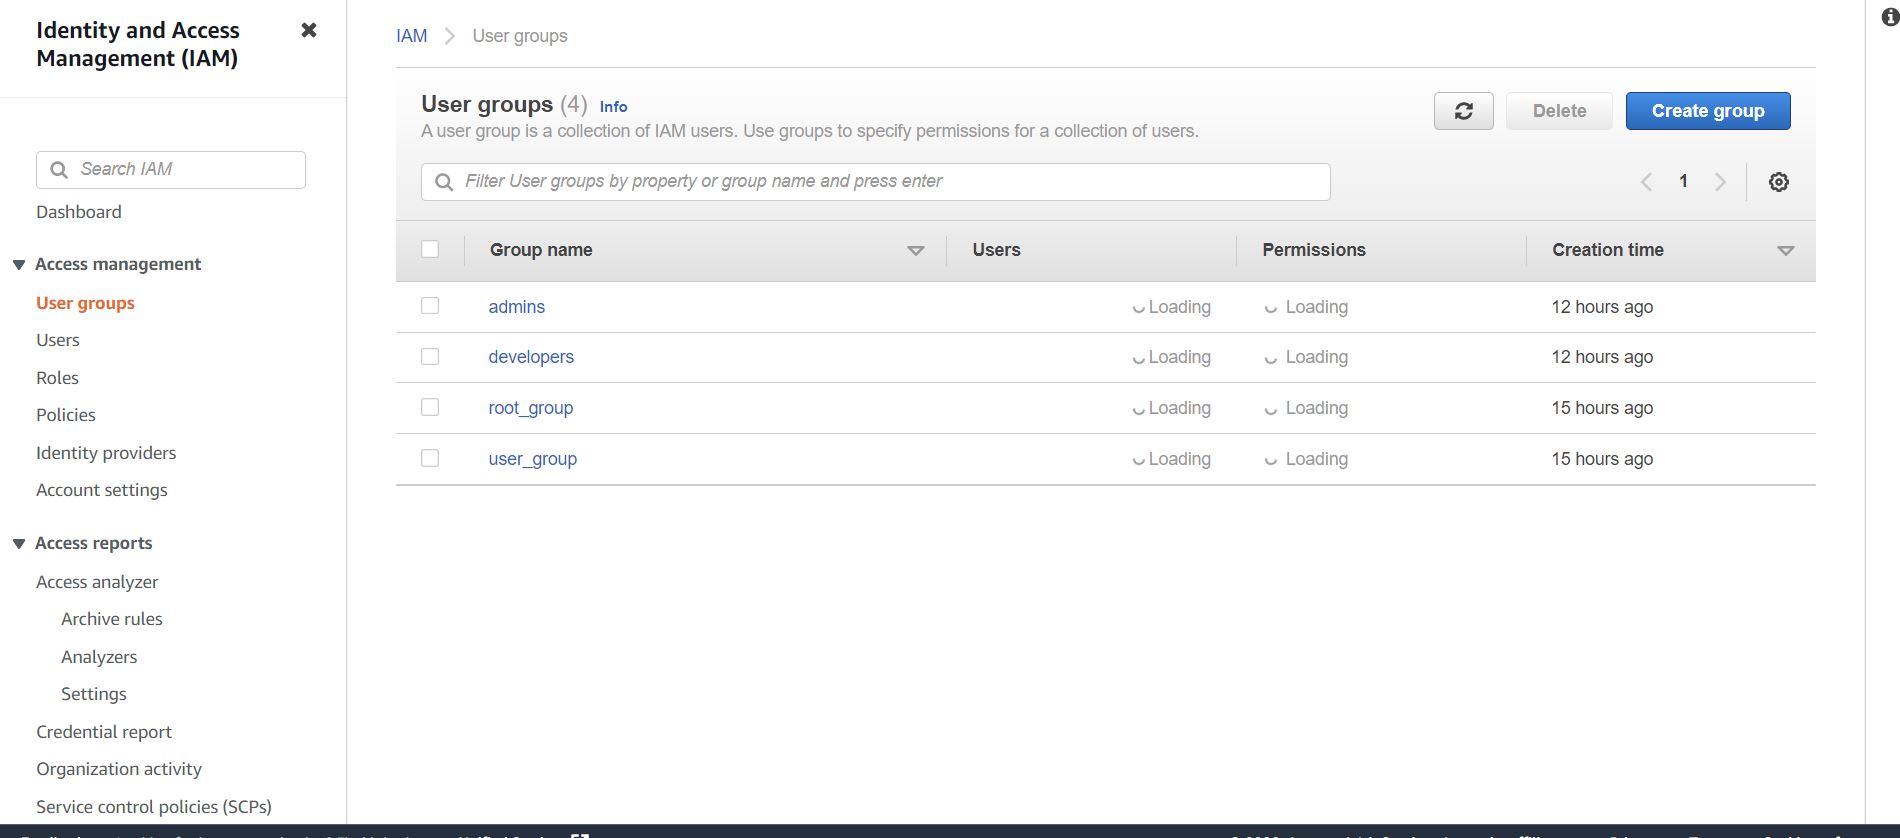 Identity and Access
Management (IAM)
Search IAM
Dashboard
Access management
User groups
Users
Roles
Policies
Identity providers
Account settings
Access reports
Access analyzer
Archive rules
Analyzers
Settings
Credential report
Organization activity
Service control policies (SCPs)
IAM User groups
User groups (4) Info
A user group is a collection of IAM users. Use groups to specify permissions for a collection of users.
Delete Create group
Filter User groups by property or group name and press enter
1
Group name Users Permissions Creation time
admins Loading Loading 12 hours ago
developers Loading Loading 12 hours ago
root_group Loading Loading 15 hours ago
user_group Loading Loading 15 hours ago